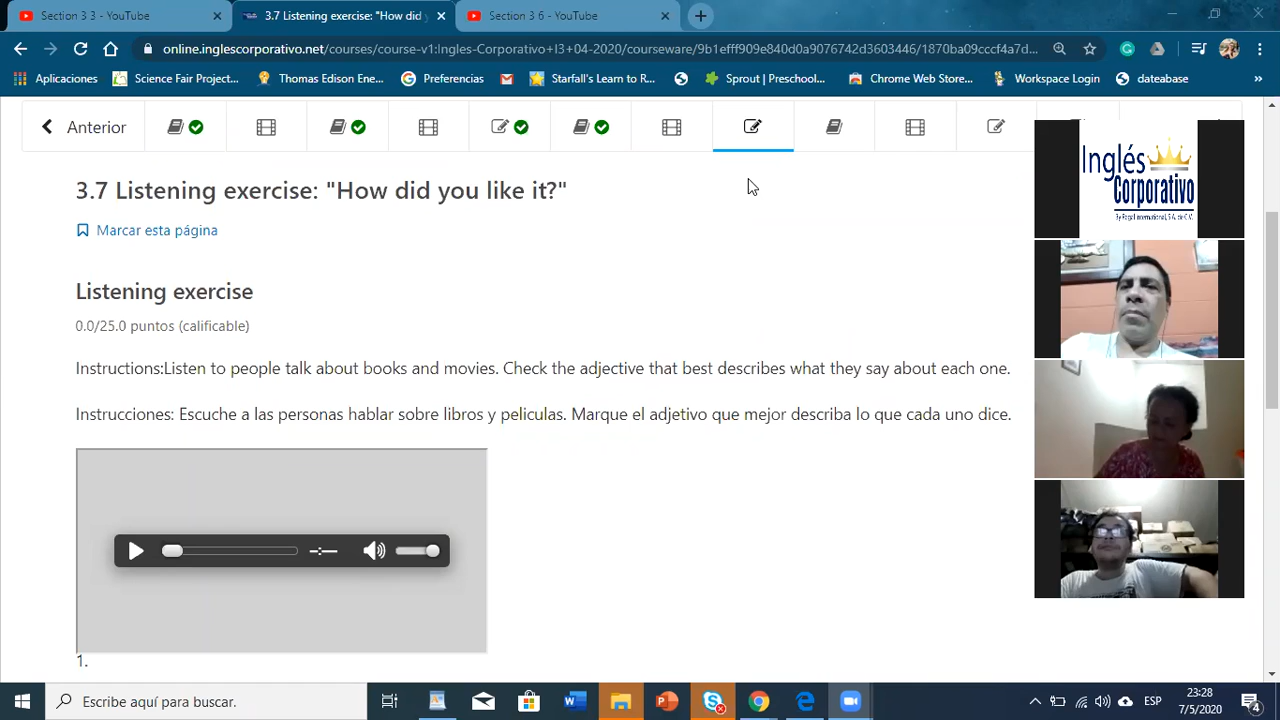 Section 3 3 - YouTube
3.7 Listening exercise: "How did y
Section 3 6 - YouTube
online.inglescorporativo.net/courses/course-v1:Ingles-Corporativo+I3+04-2020/courseware/9b1efff909e840d0a9076742d3603446/1870ba09cccf4a7d...
Aplicaciones
Science Fair Project...
Thomas Edison Ene...
Preferencias
Starfall's Learn to R...
Sprout | Preschool...
Chrome Web Store...
Workspace Login
dateabase
»
Anterior
3.7 Listening exercise: "How did you like it?"
Marcar esta página
Inglés
Corporativo
By Regal International, S.A. de C.V.
Listening exercise
0.0/25.0 puntos (calificable)
Instructions:Listen to people talk about books and movies. Check the adjective that best describes what they say about each one.
Instrucciones: Escuche a las personas hablar sobre libros y peliculas. Marque el adjetivo que mejor describa lo que cada uno dice.
-:--
1.
Escribe aquí para buscar.
ESP
23:28
7/5/2020
4